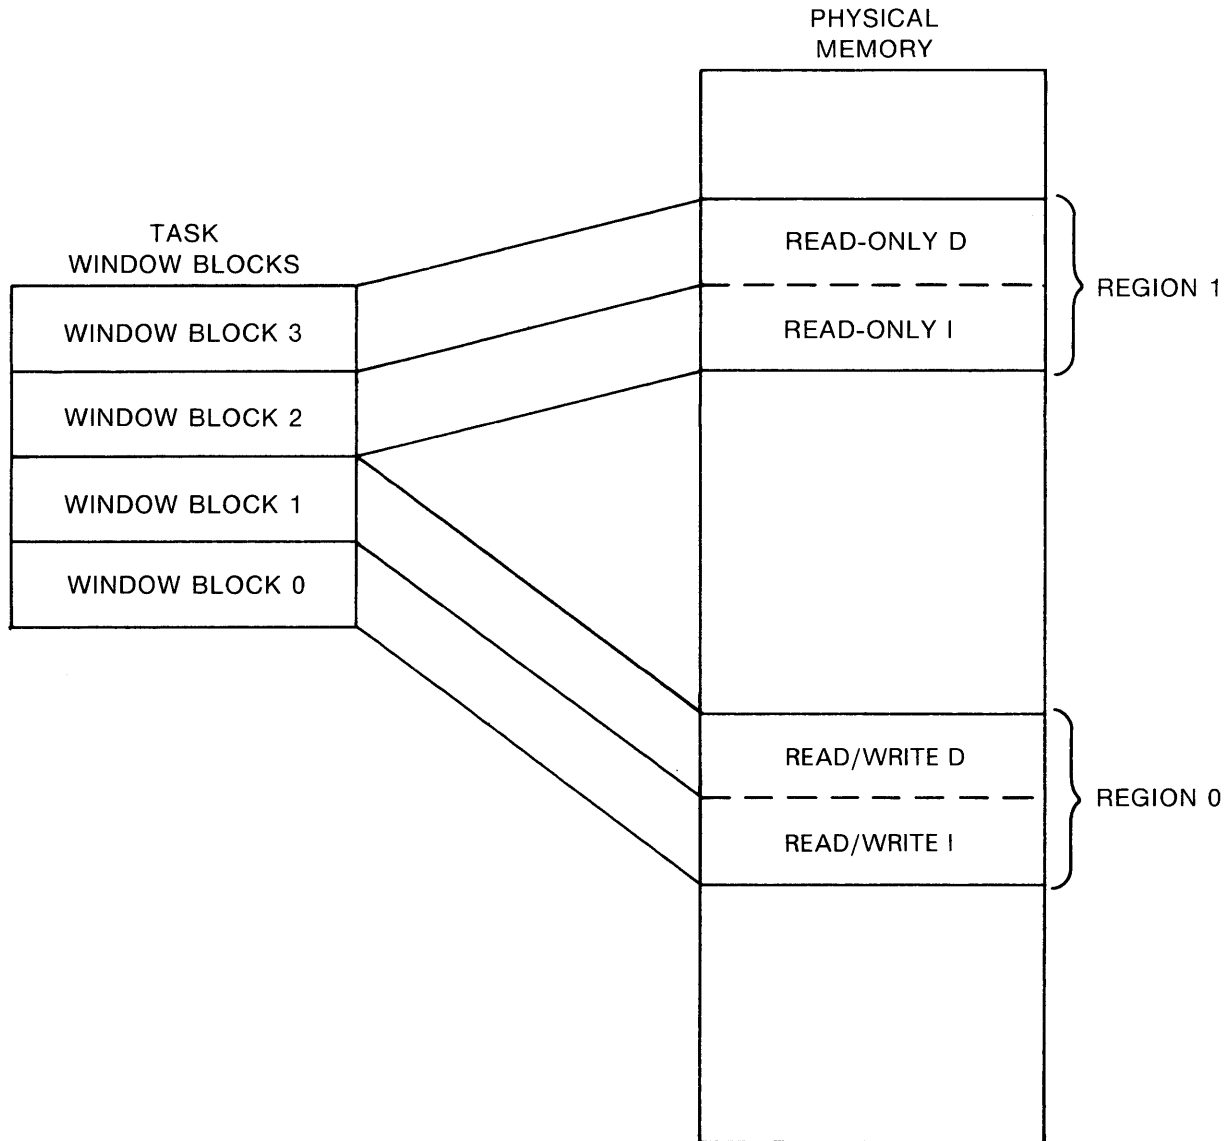 PHYSICAL
MEMORY
TASK
WINDOW BLOCKS
WINDOW BLOCK 3
WINDOW BLOCK 2
WINDOW BLOCK 1
WINDOW BLOCK 0
READ-ONLY D
READ-ONLY I
REGION 1
READ/WRITE D
READ/WRITE I
REGION 0